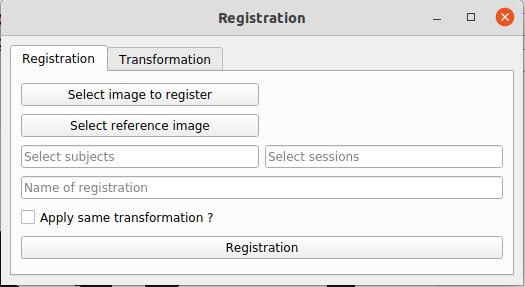 Registration
Registration Transformation
Select image to register
Select reference image
Select subjects Select sessions
Name of registration
Apply same transformation ?
Registration